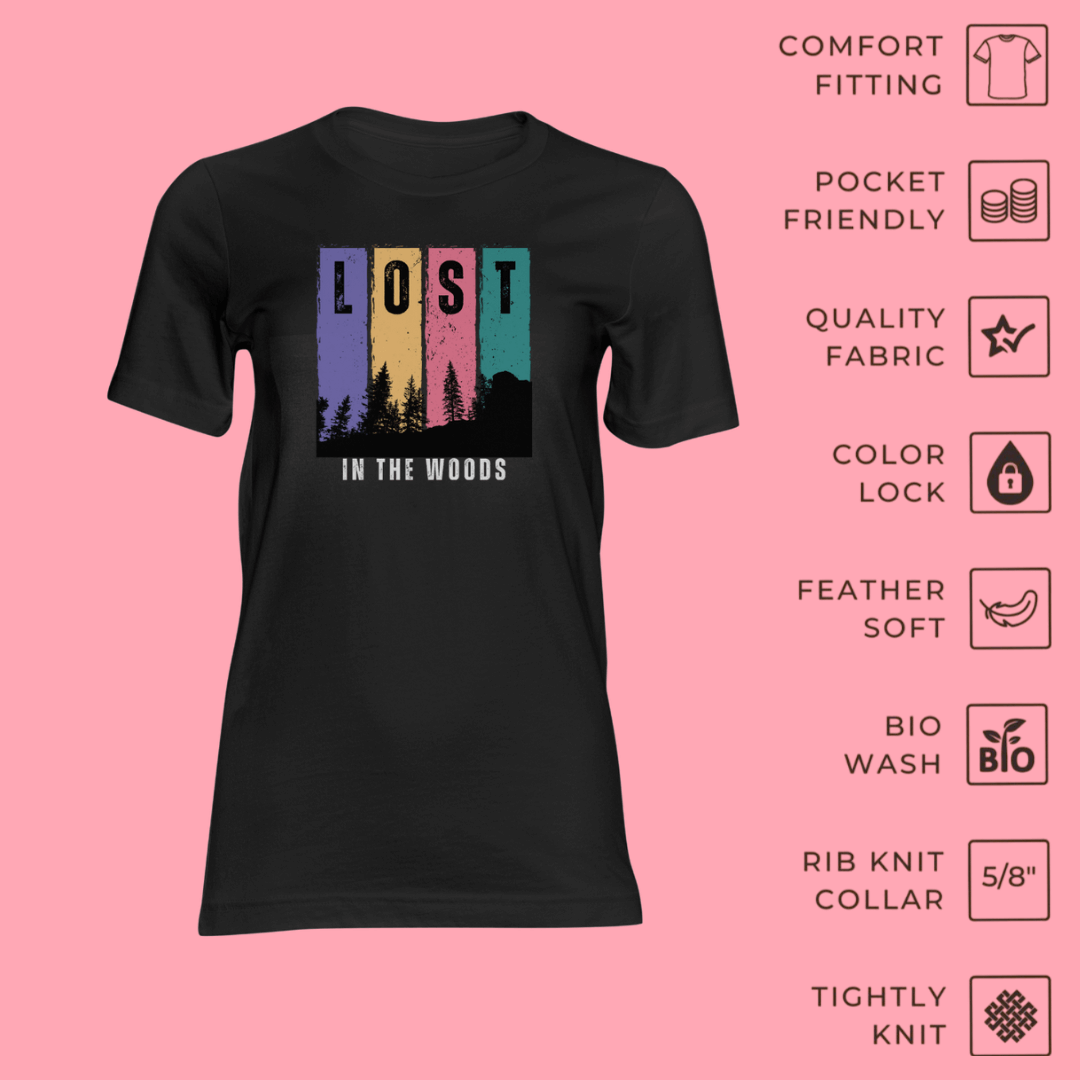 LOST
IN THE WOODS
COMFORT
FITTING
POCKET
FRIENDLY
QUALITY
FABRIC
COLOR
LOCK
FEATHER
SOFT
BIO
WASH
BIO
RIB KNIT
COLLAR
5/8"
TIGHTLY
KNIT